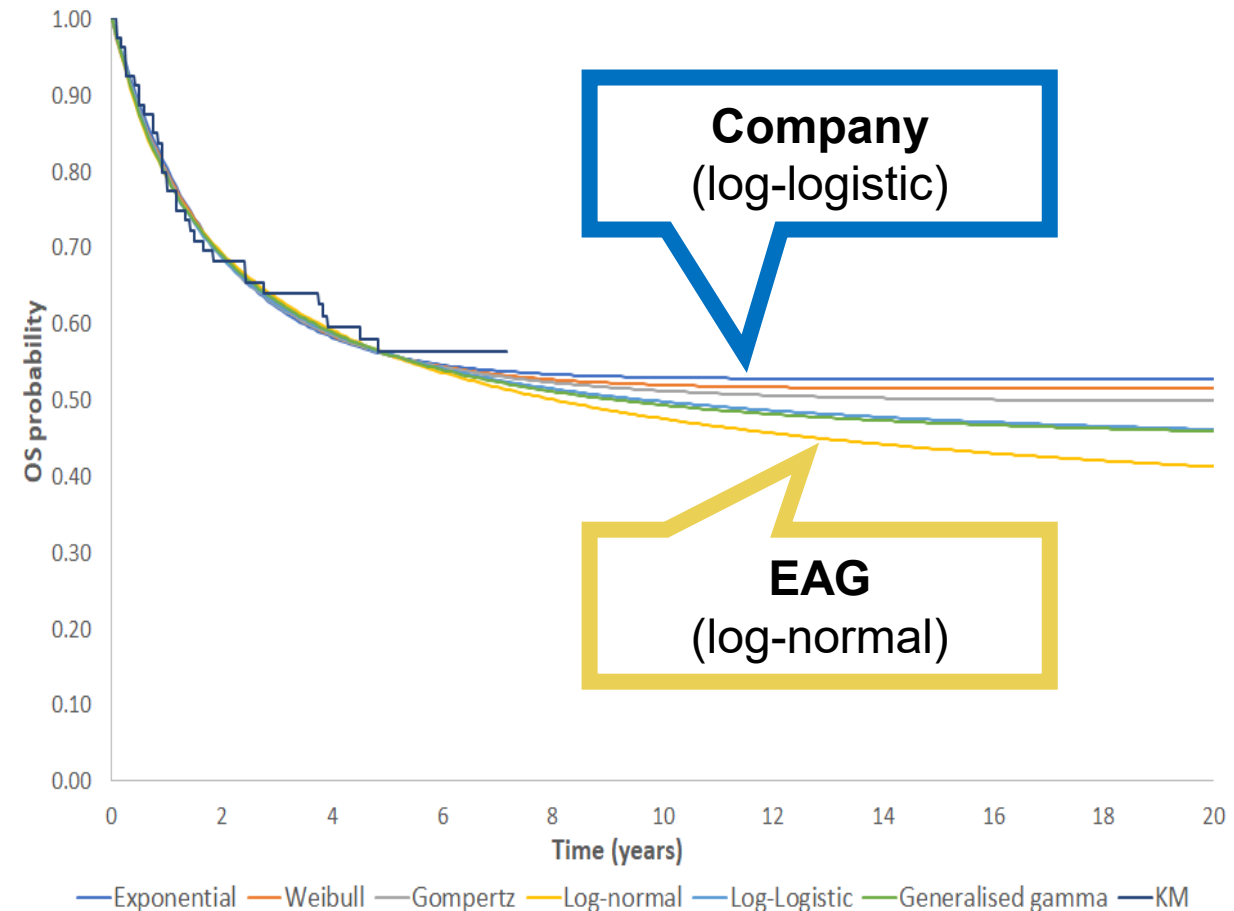 1.00
0.90
0.80
0.70
0.60
0.50
0.40
0.30
0.20
0.10
0.00
OS probability
Company
(log-logistic)
EAG
(log-normal)
0 2 4 6 8 10 12 14 16 18 20
Time (years)
Exponential Weibull Gompertz Log-normal Log-Logistic Generalised gamma KM